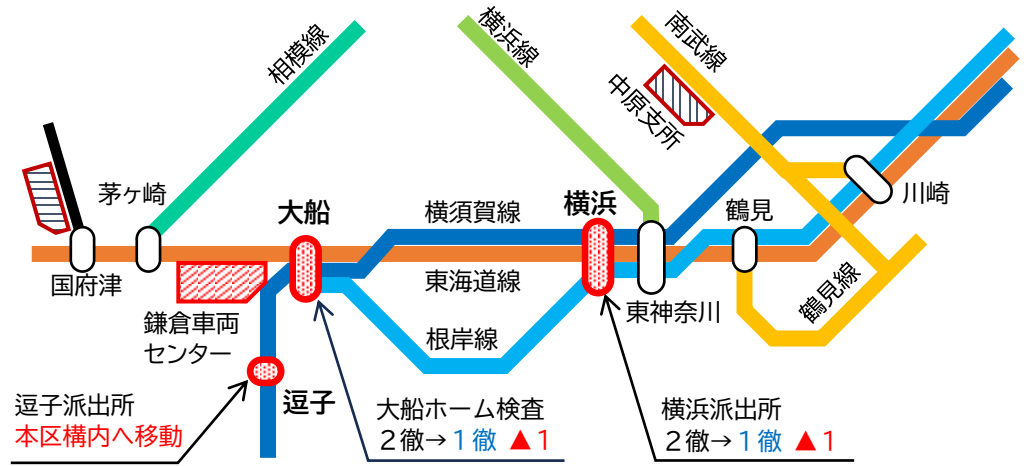 相模線
横浜線
南武線
中原支所
茅ヶ崎
大船
横須賀線
横浜
鶴見
川崎
国府津
東海道線
東神奈川
鶴見線
鎌倉車両
センター
根岸線
逗子
逗子派出所
本区構内へ移動
大船ホーム検査
２徹→１徹 ▲１
横浜派出所
２徹→１徹 ▲１